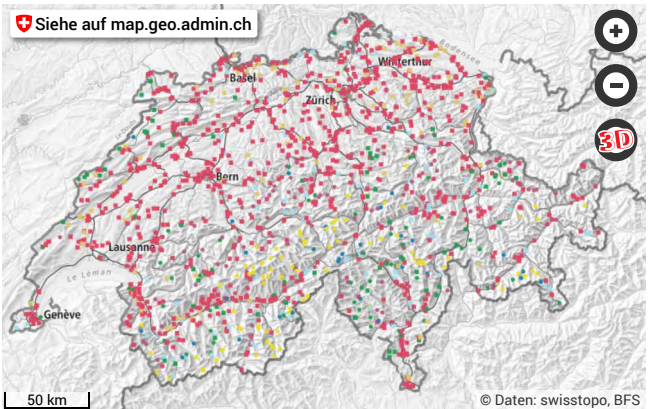 Siehe auf map.geo.admin.ch
Bodensee
Winterthur
Basel
Zürich
3D
Bern
Lausanne
Le Léman
Genève
50 km
© Daten: swisstopo, BFS